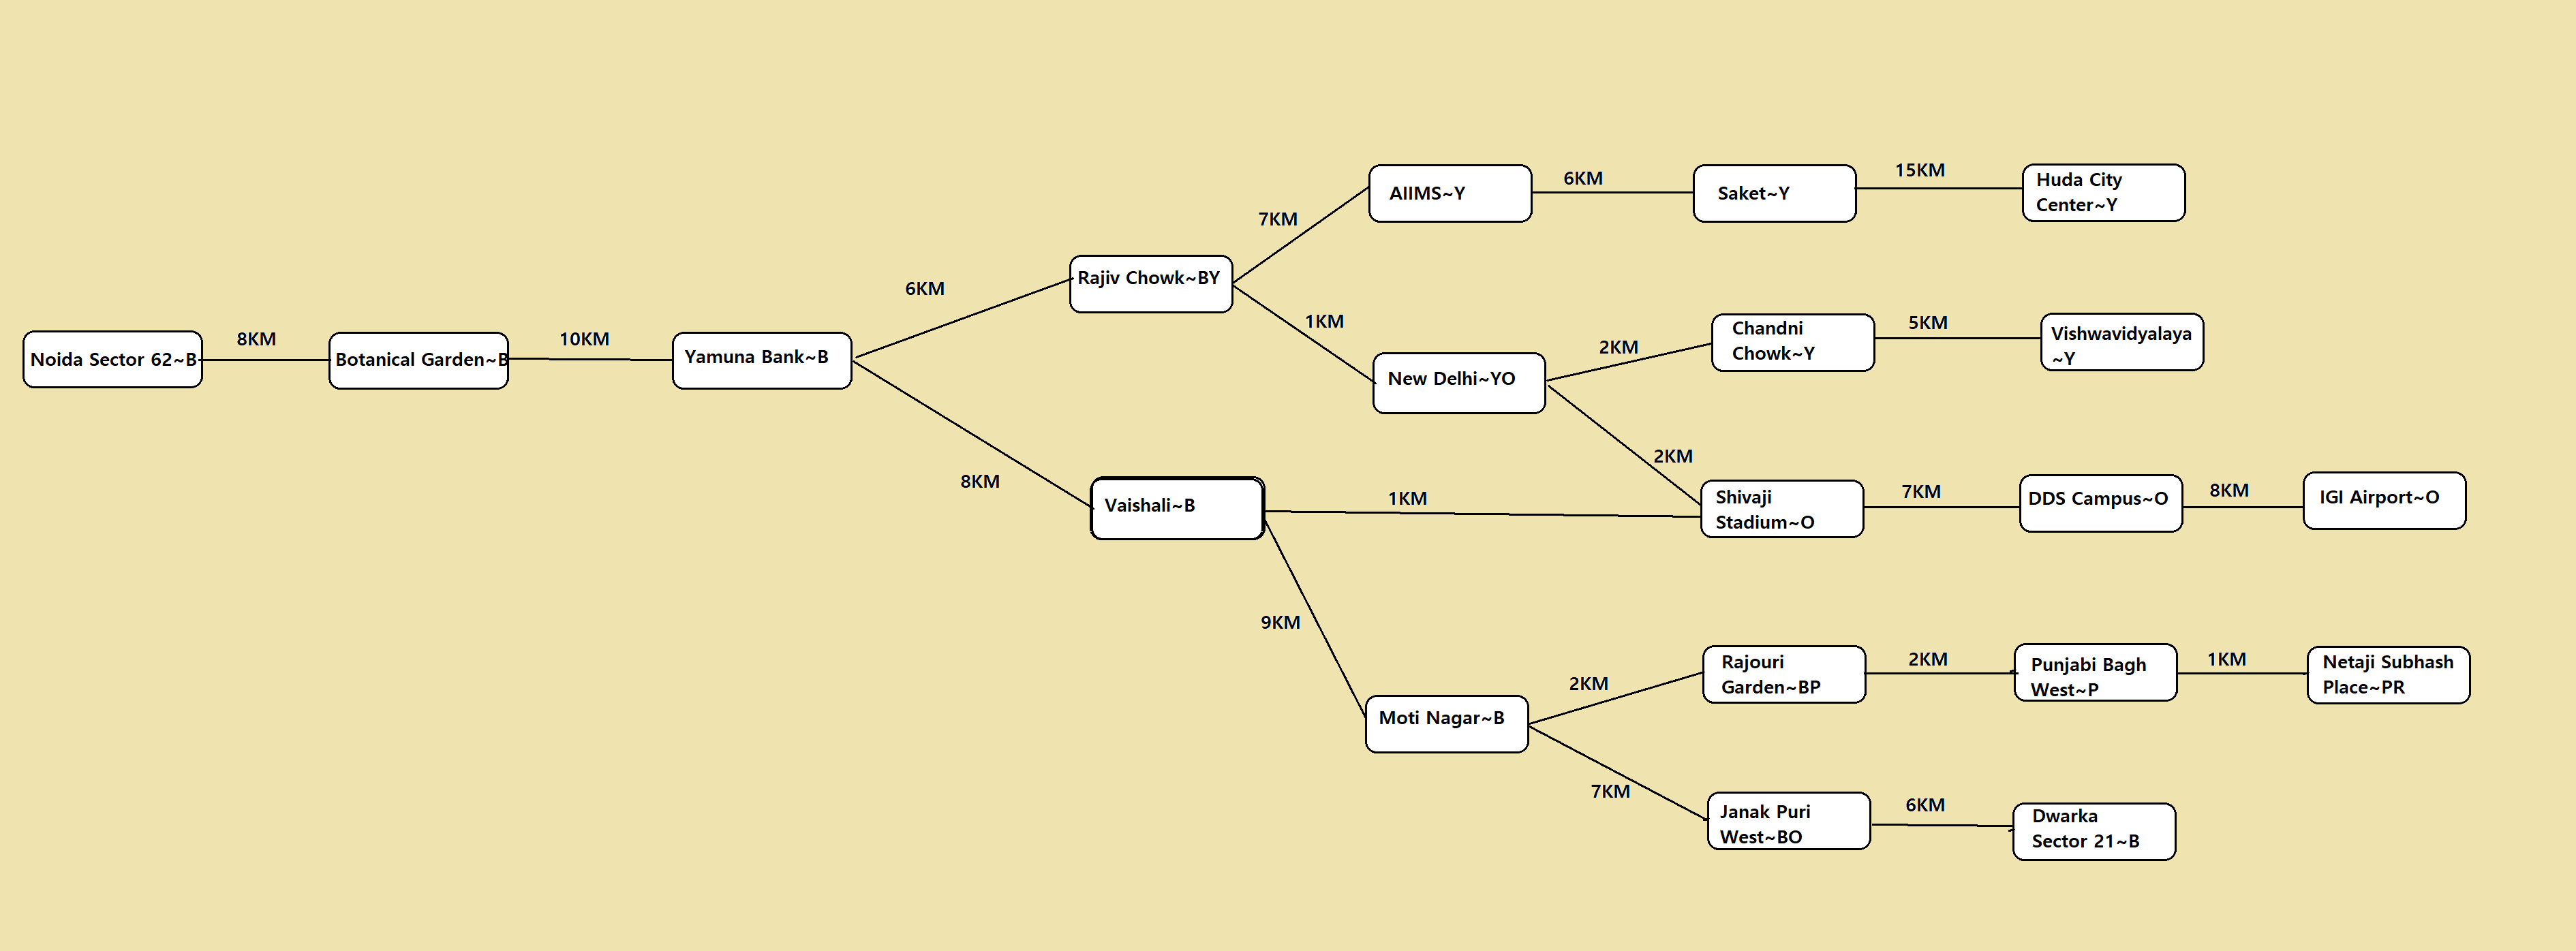 AIIMS~Y
6KM
Saket~Y
15KM
Huda City
Center~Y
7KM
Rajiv Chowk~BY
6KM
1KM
Noida Sector 62~B
8KM
Botanical Garden~B
10KM
Yamuna Bank~B
New Delhi~YO
2KM
Chandni
Chowk~Y
5KM
Vishwavidyalaya
~Y
2KM
8KM
Vaishali~B
1KM
Shivaji
Stadium~O
7KM
DDS Campus~O
8KM
IGI Airport~O
9KM
Moti Nagar~B
2KM
Rajouri
Garden~BP
2KM
Punjabi Bagh
West~P
1KM
Netaji Subhash
Place~PR
7KM
Janak Puri
West~BO
6KM
Dwarka
Sector 21~B